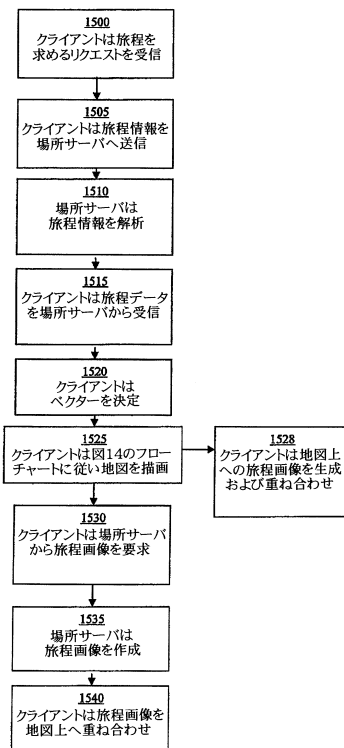 1500
クライアントは旅程を
求めるリクエストを受信
1505
クライアントは旅程情報を
場所サーバへ送信
1510
場所サーバは
旅程情報を解析
1515
クライアントは旅程データ
を場所サーバから受信
1520
クライアントは
ベクターを決定
1525
クライアントは図14のフロー
チャートに従い地図を描画
1528
クライアントは地図上
への旅程画像を生成
および重ね合わせ
1530
クライアントは場所サーバ
から旅程画像を要求
1535
場所サーバは
旅程画像を作成
1540
クライアントは旅程画像を
地図上へ重ね合わせ